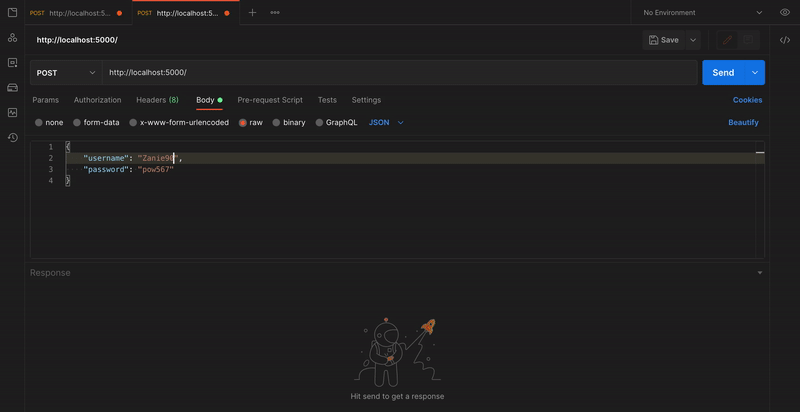 POST http://localhost:5... POST http://localhost:5... No Environment
http://localhost:5000/ Save
POST http://localhost:5000/ Send
Params Authorization Headers (8) Body Pre-request Script Tests Settings Cookies
none form-data x-www-form-urlencoded raw binary GraphQL JSON Beautify
1 {
2 "username": "Zanie90",
3 "password": "pow567"
4 }
Response
Hit send to get a response